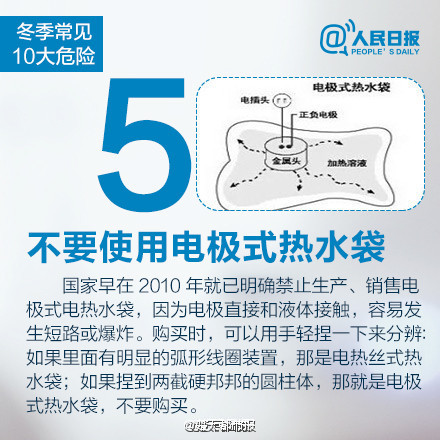 冬季常见
10大危险
@人民日报
PEOPLE'S DAILY
5
电极式热水袋
电插头
正负电极
金属头
加热溶液
不要使用电极式热水袋
国家早在 2010 年就已明确禁止生产、销售电
极式电热水袋，因为电极直接和液体接触，容易发
生短路或爆炸。购买时，可以用手轻捏一下来分辨:
如果里面有明显的弧形线圈装置，那是电热丝式热
水袋；如果捏到两截硬邦邦的圆柱体，那就是电极
式热水袋，不要购买。